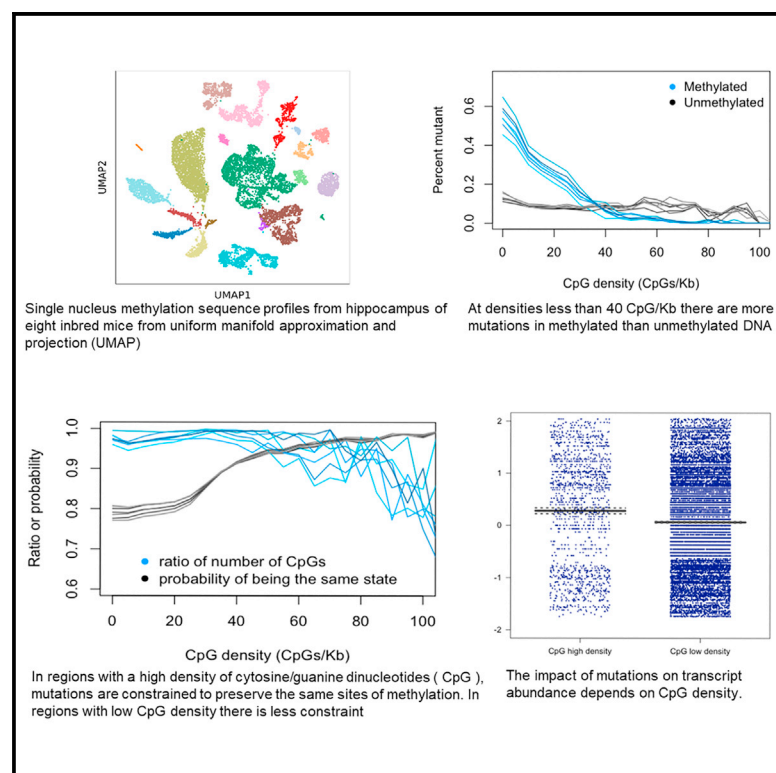 UMAP2
UMAP1
Single nucleus methylation sequence profiles from hippocampus of
eight inbred mice from uniform manifold approximation and
projection (UMAP)
Percent mutant
0.6
0.4
0.2
0.0
Methylated
Unmethylated
0 20 40 60 80 100
CpG density (CpGs/Kb)
At densities less than 40 CpG/Kb there are more
mutations in methylated than unmethylated DNA
Ratio or probability
1.0
0.9
0.8
0.7
0.6
ratio of number of CpGs
probability of being the same state
0 20 40 60 80 100
CpG density (CpGs/Kb)
In regions with a high density of cytosine/guanine dinucleotides ( CpG ),
mutations are constrained to preserve the same sites of methylation. In
regions with low CpG density there is less constraint
2
1
0
-1
-2
CpG high density CpG low density
The impact of mutations on transcript
abundance depends on CpG density.